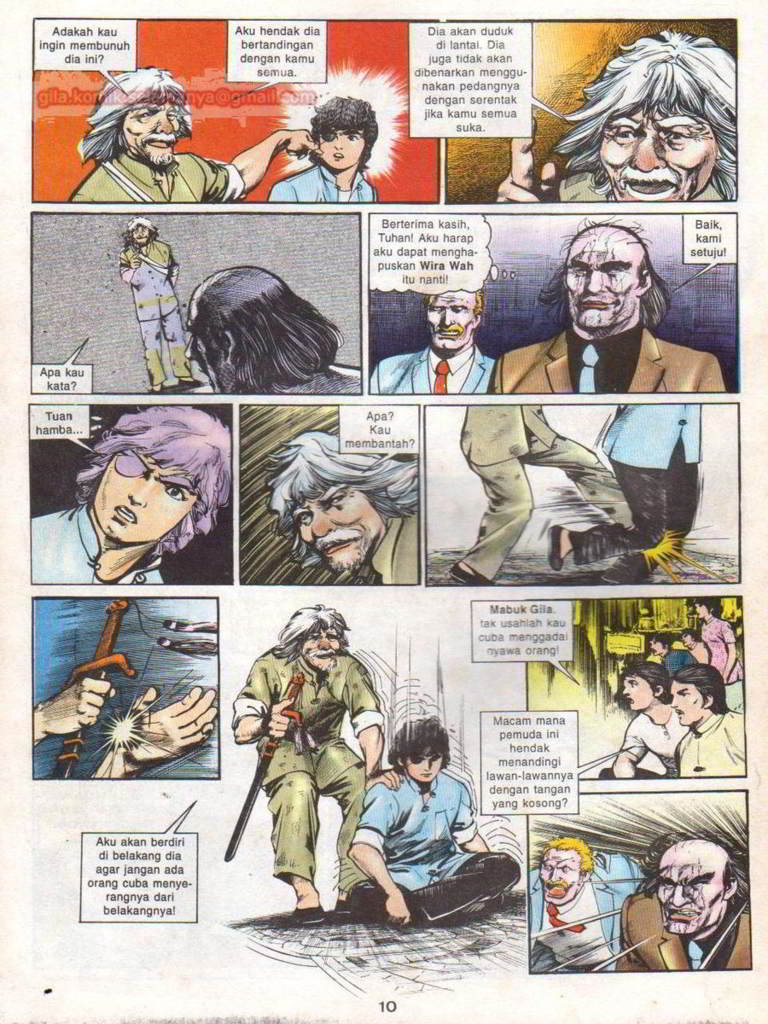 Adakah kau
ingin membunuh
dia ini?
Aku hendak dia
bertandingan
dengan kamu
semua.
Dia akan duduk
di lantai. Dia
juga tidak akan
dibenarkan menggu-
nakan pedangnya
dengan serentak
jika kamu semua
suka.
Apa kau
kata?
Berterima kasih,
Tuhan! Aku harap
aku dapat mengha-
puskan Wira Wah
itu nanti!
Baik,
kami
setuju!
Tuan
hamba...
Apa?
Kau
membantah?
Aku akan berdiri
di belakang dia
agar jangan ada
orang cuba menye-
rangnya dari
belakangnya!
Mabuk Gila,
tak usahlah kau
cuba menggadai
nyawa orang!
Macam mana
pemuda ini
hendak
menandingi
lawan-lawannya
dengan tangan
yang kosong?
10